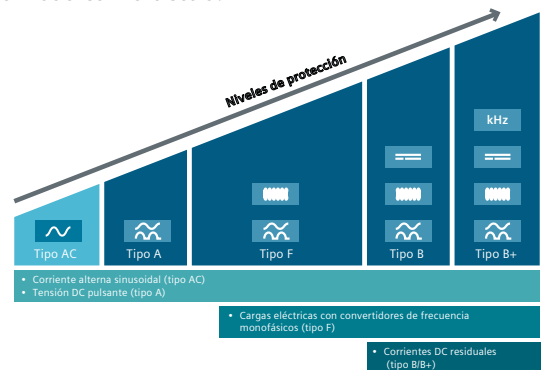 Niveles de protección
kHz
Tipo AC
Tipo A
Tipo F
Tipo B
Tipo B+
• Corriente alterna sinusoidal (tipo AC)
• Tensión DC pulsante (tipo A)
• Cargas eléctricas con convertidores de frecuencia
monofásicos (tipo F)
• Corrientes DC residuales
(tipo B/B+)